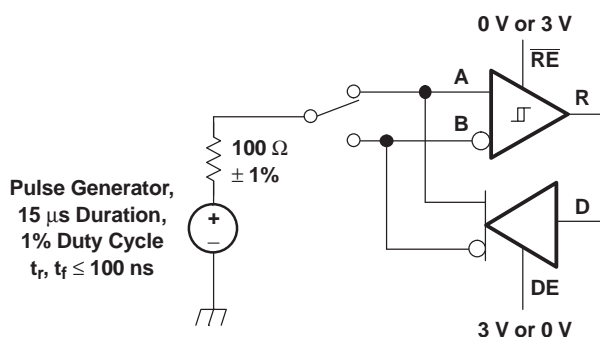 0 V or 3 V
R̅E̅
A
R
B
100 Ω
± 1%
Pulse Generator,
15 μs Duration,
1% Duty Cycle
tr, tf ≤ 100 ns
+
–
D
DE
3 V or 0 V